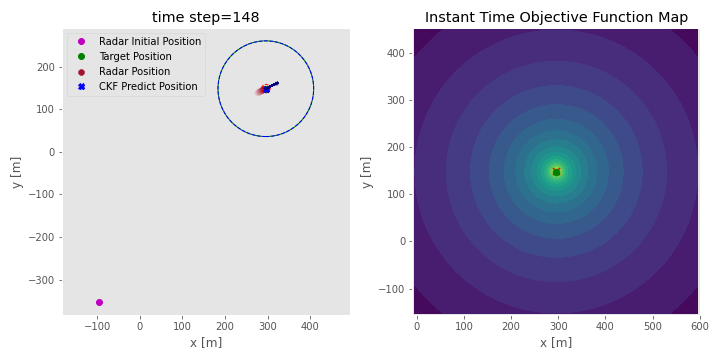 time step=148
Radar Initial Position
Target Position
Radar Position
CKF Predict Position
y [m]
200
100
0
−100
−200
−300
−100
0
100
200
300
400
x [m]
Instant Time Objective Function Map
y [m]
400
300
200
100
0
−100
0
100
200
300
400
500
600
x [m]